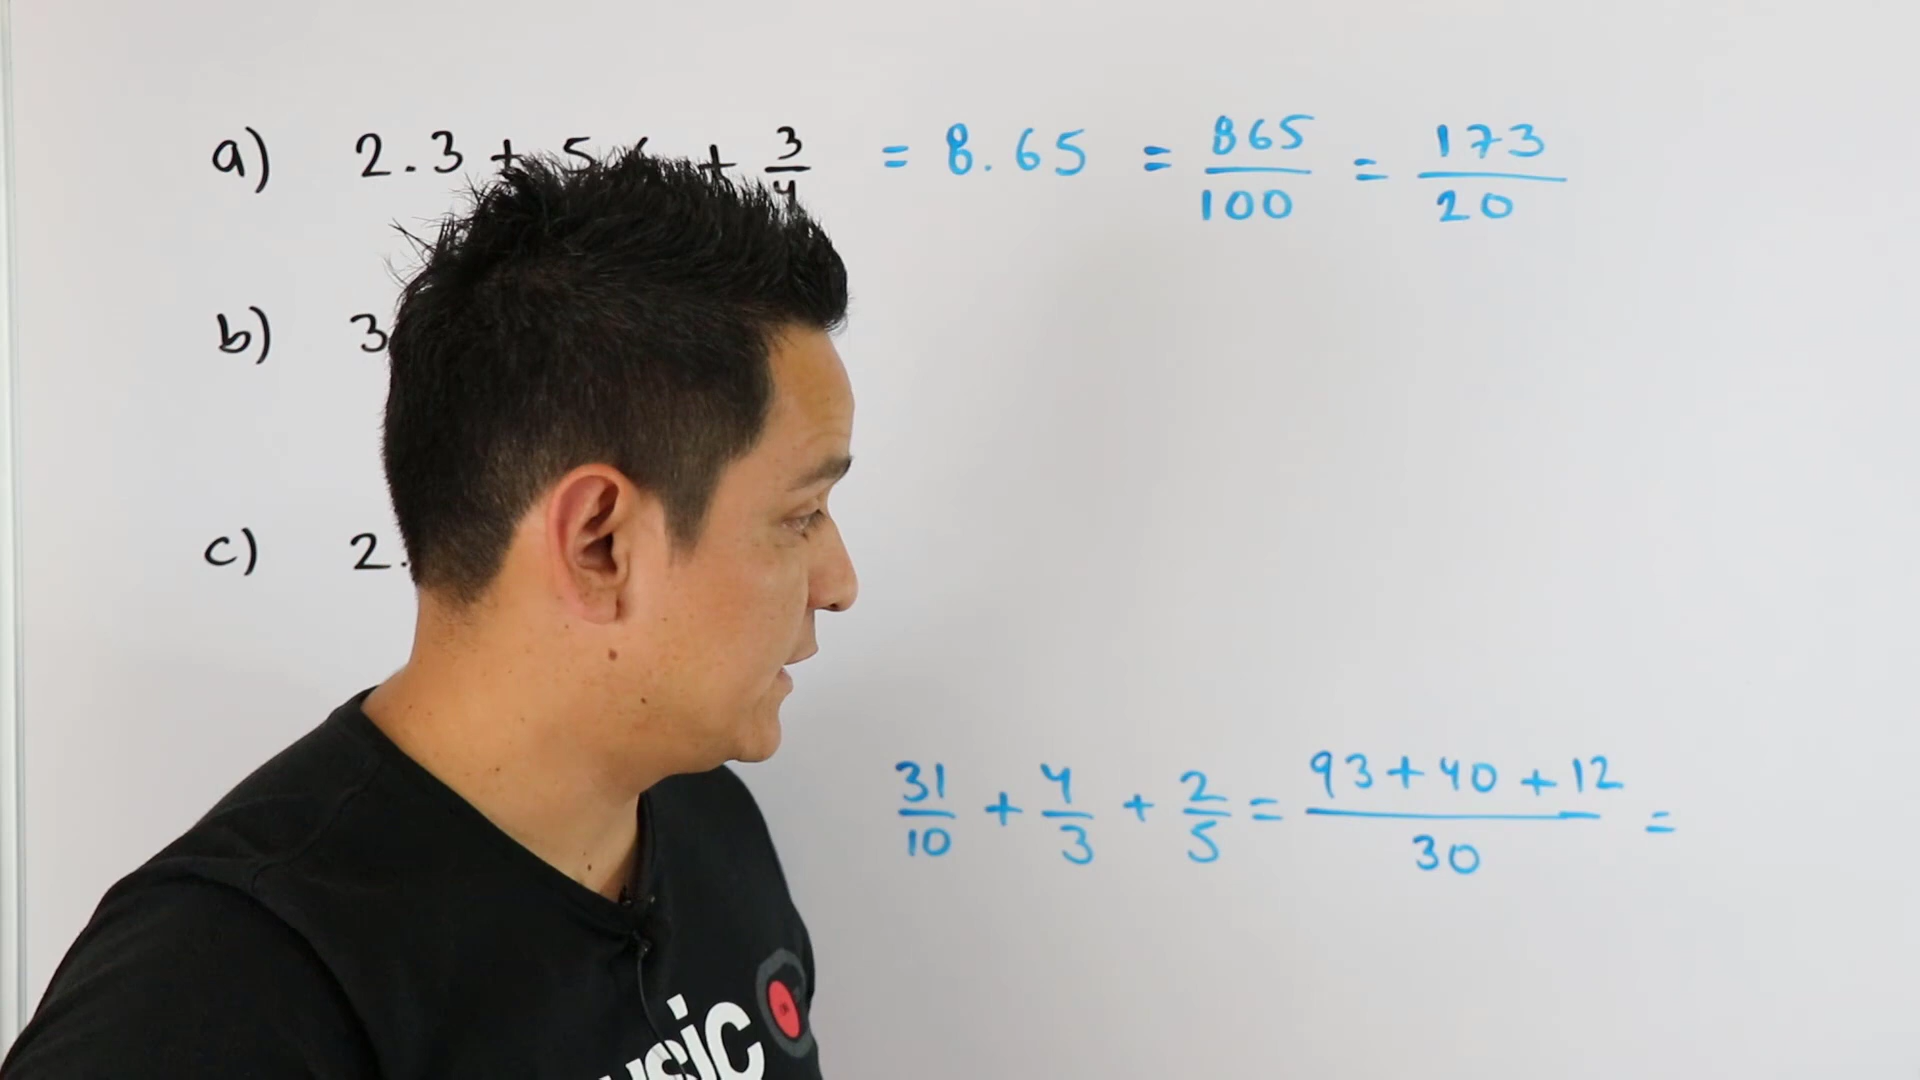 a) 2.3 + 5.6 + 3/4 = 8.65 = 865/100 = 173/20
b) 3
c) 2.
31/10 + 4/3 + 2/5 = 93+40+12/30 =
usic